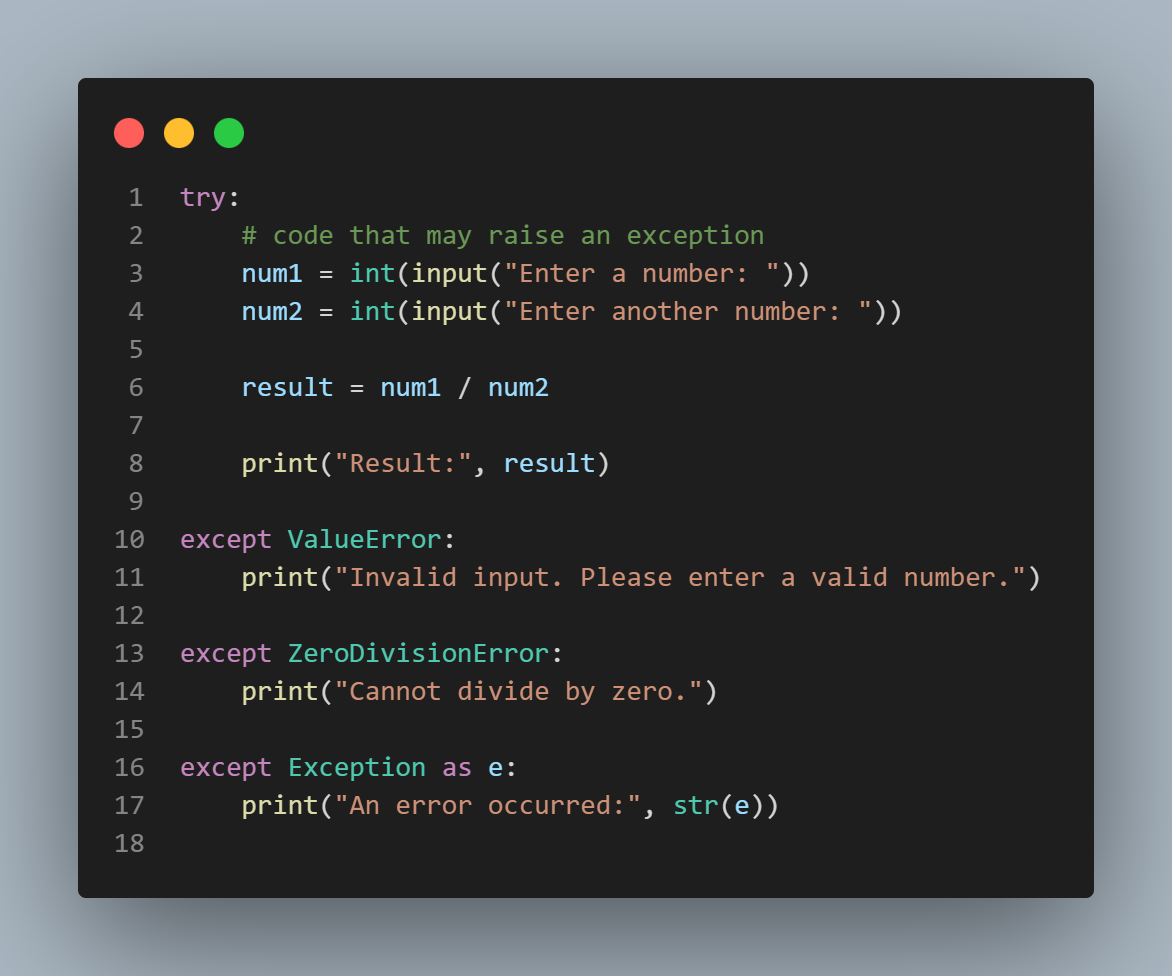 1 try:
2     # code that may raise an exception
3     num1 = int(input("Enter a number: "))
4     num2 = int(input("Enter another number: "))
5
6     result = num1 / num2
7
8     print("Result:", result)
9
10 except ValueError:
11     print("Invalid input. Please enter a valid number.")
12
13 except ZeroDivisionError:
14     print("Cannot divide by zero.")
15
16 except Exception as e:
17     print("An error occurred:", str(e))
18